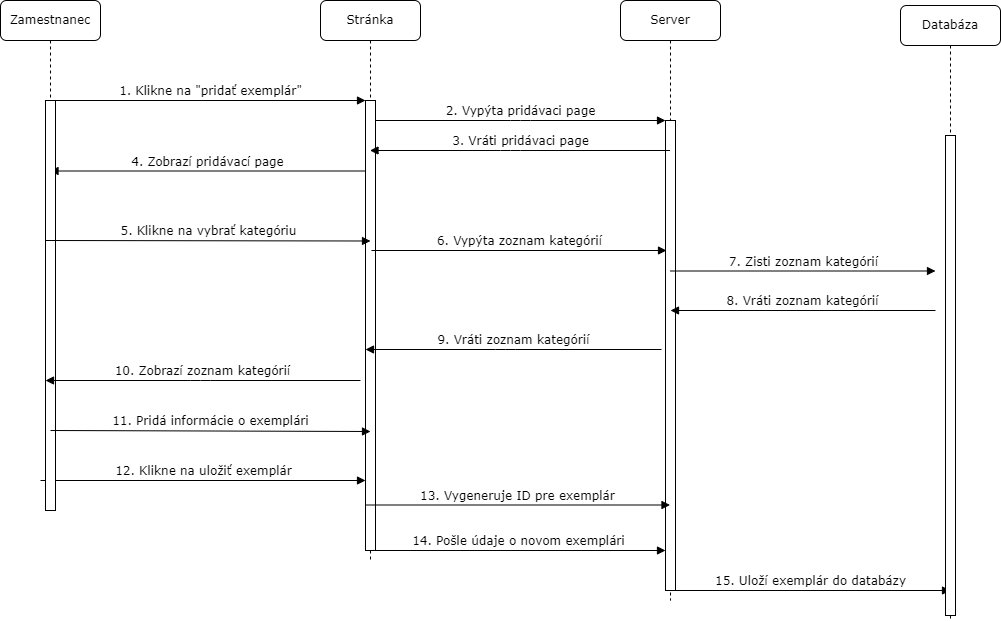 Zamestnanec
Stránka
Server
Databáza
1. Klikne na "pridať exemplár"
2. Vypýta pridávaci page
3. Vráti pridávaci page
4. Zobrazí pridávací page
5. Klikne na vybrať kategóriu
6. Vypýta zoznam kategórií
7. Zisti zoznam kategórií
8. Vráti zoznam kategórií
9. Vráti zoznam kategórií
10. Zobrazí zoznam kategórií
11. Pridá informácie o exemplári
12. Klikne na uložiť exemplár
13. Vygeneruje ID pre exemplár
14. Pošle údaje o novom exemplári
15. Uloží exemplár do databázy